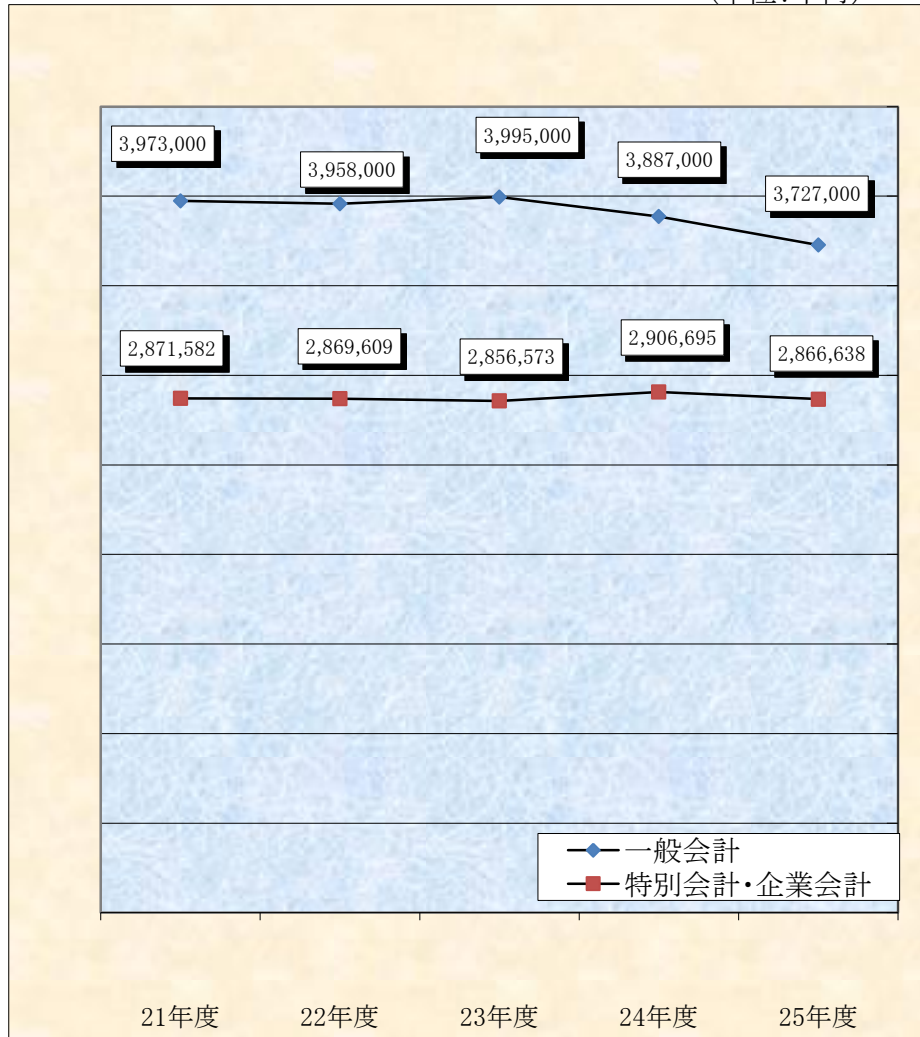 3,973,000 3,958,000 3,995,000 3,887,000 3,727,000
2,871,582 2,869,609 2,856,573 2,906,695 2,866,638
一般会計
特別会計・企業会計
21年度 22年度 23年度 24年度 25年度